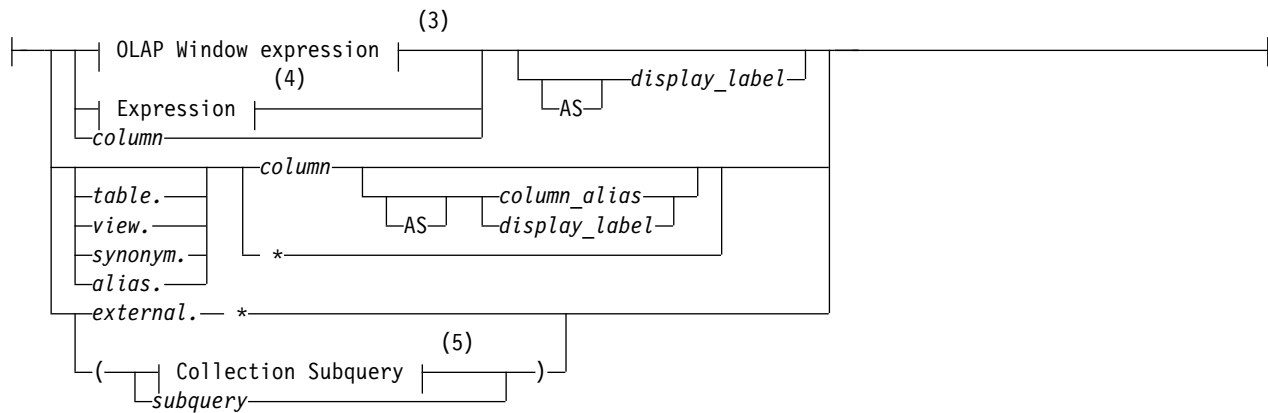 (3)
OLAP Window expression
display_label
(4)
AS
Expression
column
column
table.
column_alias
view.
AS
display_label
synonym.
*
alias.
external. *
(5)
( Collection Subquery )
subquery